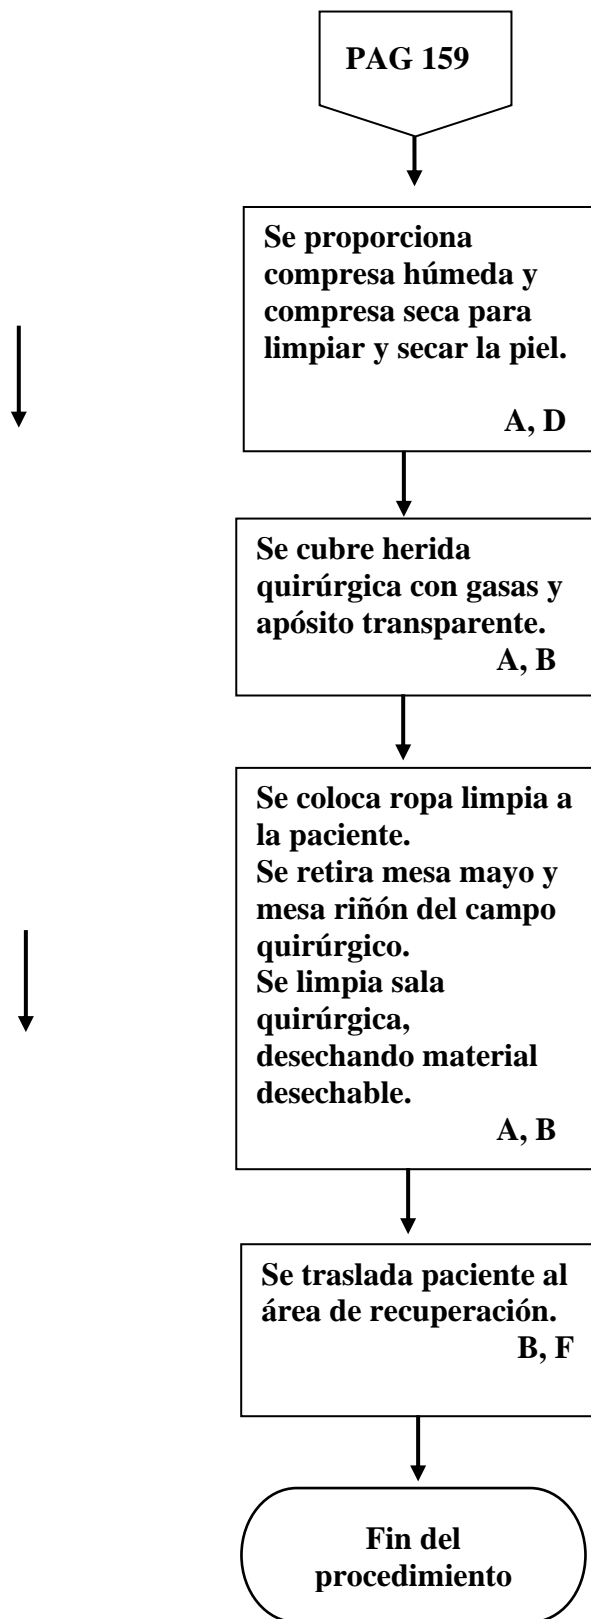 PAG 159
Se proporciona
compresa húmeda y
compresa seca para
limpiar y secar la piel.
A, D
Se cubre herida
quirúrgica con gasas y
apósito transparente.
A, B
Se coloca ropa limpia a
la paciente.
Se retira mesa mayo y
mesa riñón del campo
quirúrgico.
Se limpia sala
quirúrgica,
desechando material
desechable.
A, B
Se traslada paciente al
área de recuperación.
B, F
Fin del
procedimiento